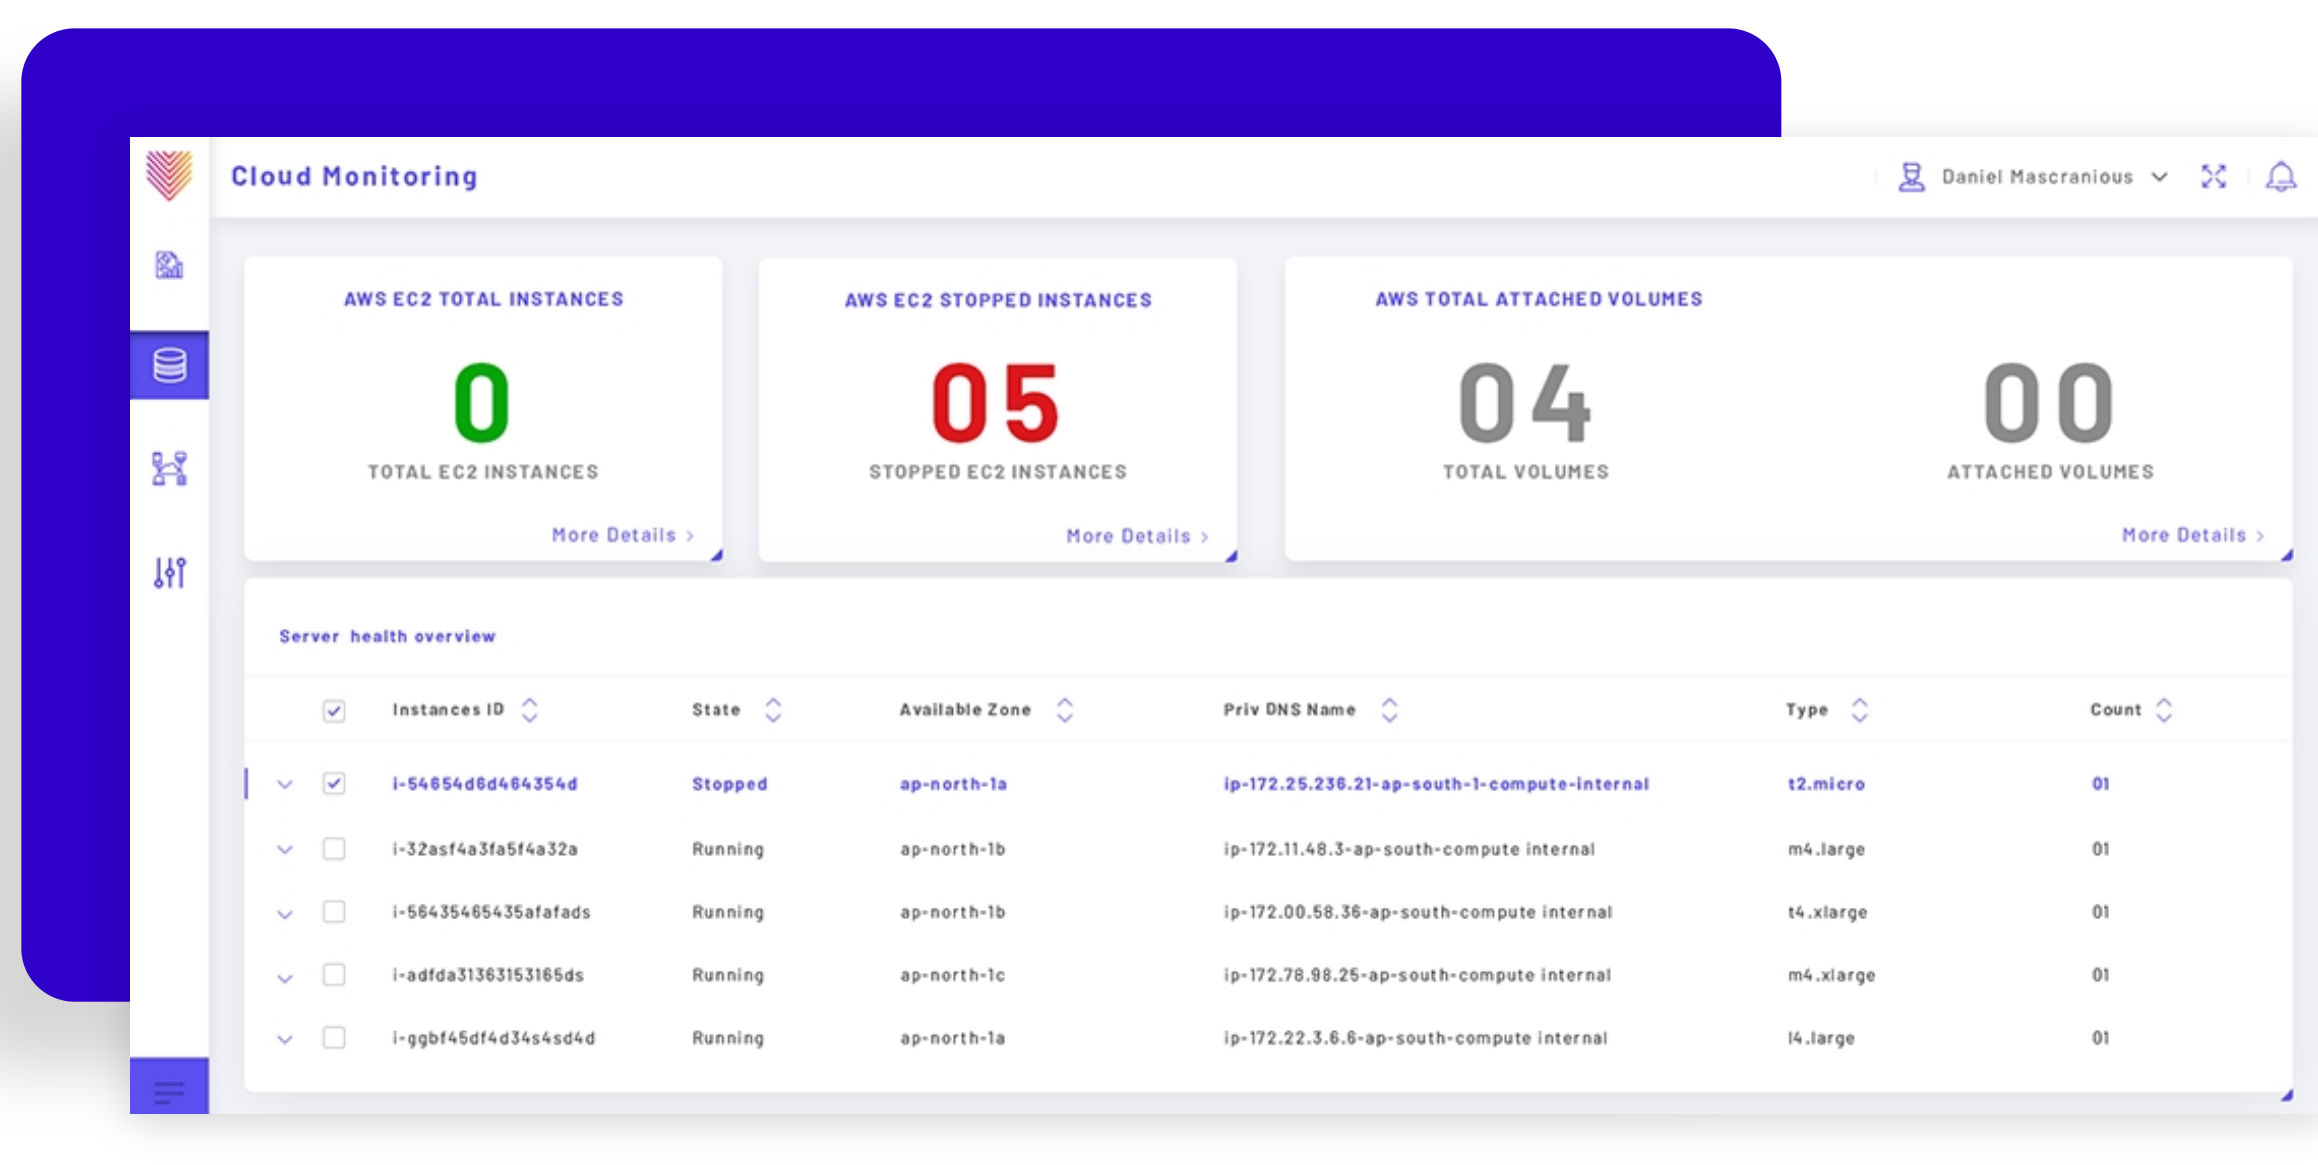 Cloud Monitoring
Daniel Mascranious
AWS EC2 TOTAL INSTANCES
0
TOTAL EC2 INSTANCES
More Details >
AWS EC2 STOPPED INSTANCES
05
STOPPED EC2 INSTANCES
More Details >
AWS TOTAL ATTACHED VOLUMES
04
TOTAL VOLUMES
00
ATTACHED VOLUMES
More Details >
Server health overview
Instances ID State Available Zone Priv DNS Name Type Count
i-54654d6d464354d Stopped ap-north-1a ip-172.25.236.21-ap-south-1-compute-internal t2.micro 01
i-32asf4a3fa5f4a32a Running ap-north-1b ip-172.11.48.3-ap-south-compute internal m4.large 01
i-56435465435afafads Running ap-north-1b ip-172.00.58.36-ap-south-compute internal t4.xlarge 01
i-adfda31363153165ds Running ap-north-1c ip-172.78.98.25-ap-south-compute internal m4.xlarge 01
i-ggbf45df4d34s4sd4d Running ap-north-1a ip-172.22.3.6.6-ap-south-compute internal l4.large 01